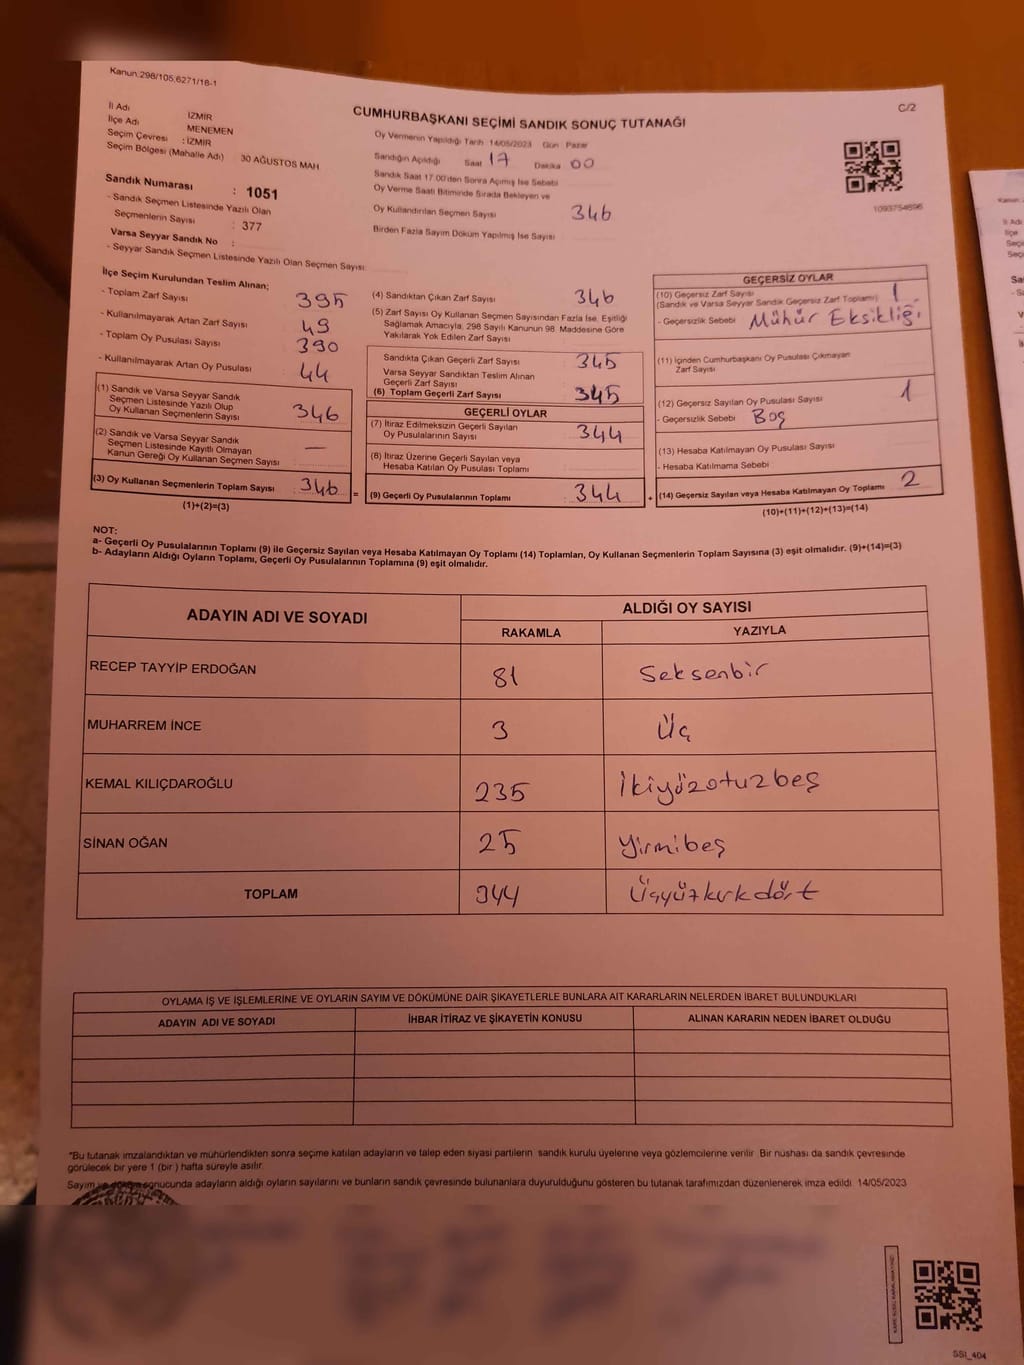 Kanun:298/105;6271/18-1
C/2
CUMHURBAŞKANI SEÇİMİ SANDIK SONUÇ TUTANAĞI
İl Adı İZMİR
İlçe Adı MENEMEN
Seçim Çevresi : İZMİR
Seçim Bölgesi (Mahalle Adı) 30 AĞUSTOS MAH
Sandık Numarası : 1051
- Sandık Seçmen Listesinde Yazılı Olan
Seçmenlerin Sayısı : 377
Varsa Seyyar Sandık No :
- Seyyar Sandık Seçmen Listesinde Yazılı Olan Seçmen Sayısı:
Oy Vermenin Yapıldığı Tarih 14/05/2023 Gün Pazar
Sandığın Açıldığı Saat 17 Dakika 00
Sandık Saat 17.00'den Sonra Açılmış İse Sebebi
Oy Verme Saati Bitiminde Sırada Bekleyen ve
Oy Kullandırılan Seçmen Sayısı 346
Birden Fazla Sayım Döküm Yapılmış İse Sayısı
1093754696
İlçe Seçim Kurulundan Teslim Alınan;
- Toplam Zarf Sayısı 395
- Kullanılmayarak Artan Zarf Sayısı 49
- Toplam Oy Pusulası Sayısı 390
- Kullanılmayarak Artan Oy Pusulası 44
(1) Sandık ve Varsa Seyyar Sandık
Seçmen Listesinde Yazılı Olup
Oy Kullanan Seçmenlerin Sayısı 346
(2) Sandık ve Varsa Seyyar Sandık
Seçmen Listesinde Kayıtlı Olmayan
Kanun Gereği Oy Kullanan Seçmen Sayısı —
(3) Oy Kullanan Seçmenlerin Toplam Sayısı 346 =
(1)+(2)=(3)
(4) Sandıktan Çıkan Zarf Sayısı 346
(5) Zarf Sayısı Oy Kullanan Seçmen Sayısından Fazla İse, Eşitliği
Sağlamak Amacıyla, 298 Sayılı Kanunun 98. Maddesine Göre
Yakılarak Yok Edilen Zarf Sayısı
Sandıkta Çıkan Geçerli Zarf Sayısı 345
Varsa Seyyar Sandıktan Teslim Alınan
Geçerli Zarf Sayısı
(6) Toplam Geçerli Zarf Sayısı 345
GEÇERLİ OYLAR
(7) İtiraz Edilmeksizin Geçerli Sayılan
Oy Pusulalarının Sayısı 344
(8) İtiraz Üzerine Geçerli Sayılan veya
Hesaba Katılan Oy Pusulası Toplamı
(9) Geçerli Oy Pusulalarının Toplamı 344 +
GEÇERSİZ OYLAR
(10) Geçersiz Zarf Sayısı 1
(Sandık ve Varsa Seyyar Sandık Geçersiz Zarf Toplamı)
- Geçersizlik Sebebi Mühür Eksikliği
(11) İçinden Cumhurbaşkanı Oy Pusulası Çıkmayan
Zarf Sayısı
(12) Geçersiz Sayılan Oy Pusulası Sayısı 1
- Geçersizlik Sebebi Boş
(13) Hesaba Katılmayan Oy Pusulası Sayısı
- Hesaba Katılmama Sebebi
(14) Geçersiz Sayılan veya Hesaba Katılmayan Oy Toplamı 2
(10)+(11)+(12)+(13)=(14)
NOT:
a- Geçerli Oy Pusulalarının Toplamı (9) ile Geçersiz Sayılan veya Hesaba Katılmayan Oy Toplamı (14) Toplamları, Oy Kullanan Seçmenlerin Toplam Sayısına (3) eşit olmalıdır. (9)+(14)=(3)
b- Adayların Aldığı Oyların Toplamı, Geçerli Oy Pusulalarının Toplamına (9) eşit olmalıdır.
ADAYIN ADI VE SOYADI ALDIĞI OY SAYISI
RAKAMLA YAZIYLA
RECEP TAYYİP ERDOĞAN 81 Seksenbir
MUHARREM İNCE 3 Üç
KEMAL KILIÇDAROĞLU 235 İkiyüzotuzbeş
SİNAN OĞAN 25 Yirmibeş
TOPLAM 344 Üçyüzkırkdört
OYLAMA İŞ VE İŞLEMLERİNE VE OYLARIN SAYIM VE DÖKÜMÜNE DAİR ŞİKAYETLERLE BUNLARA AİT KARARLARIN NELERDEN İBARET BULUNDUKLARI
ADAYIN ADI VE SOYADI İHBAR İTİRAZ VE ŞİKAYETİN KONUSU ALINAN KARARIN NEDEN İBARET OLDUĞU
*Bu tutanak imzalandıktan ve mühürlendikten sonra seçime katılan adayların ve talep eden siyasi partilerin sandık kurulu üyelerine veya gözlemcilerine verilir. Bir nüshası da sandık çevresinde
görülecek bir yere 1 (bir ) hafta süreyle asılır.
Sayım ve döküm sonucunda adayların aldığı oyların sayılarını ve bunların sandık çevresinde bulunanlara duyurulduğunu gösteren bu tutanak tarafımızdan düzenlenerek imza edildi 14/05/2023
SSI_404